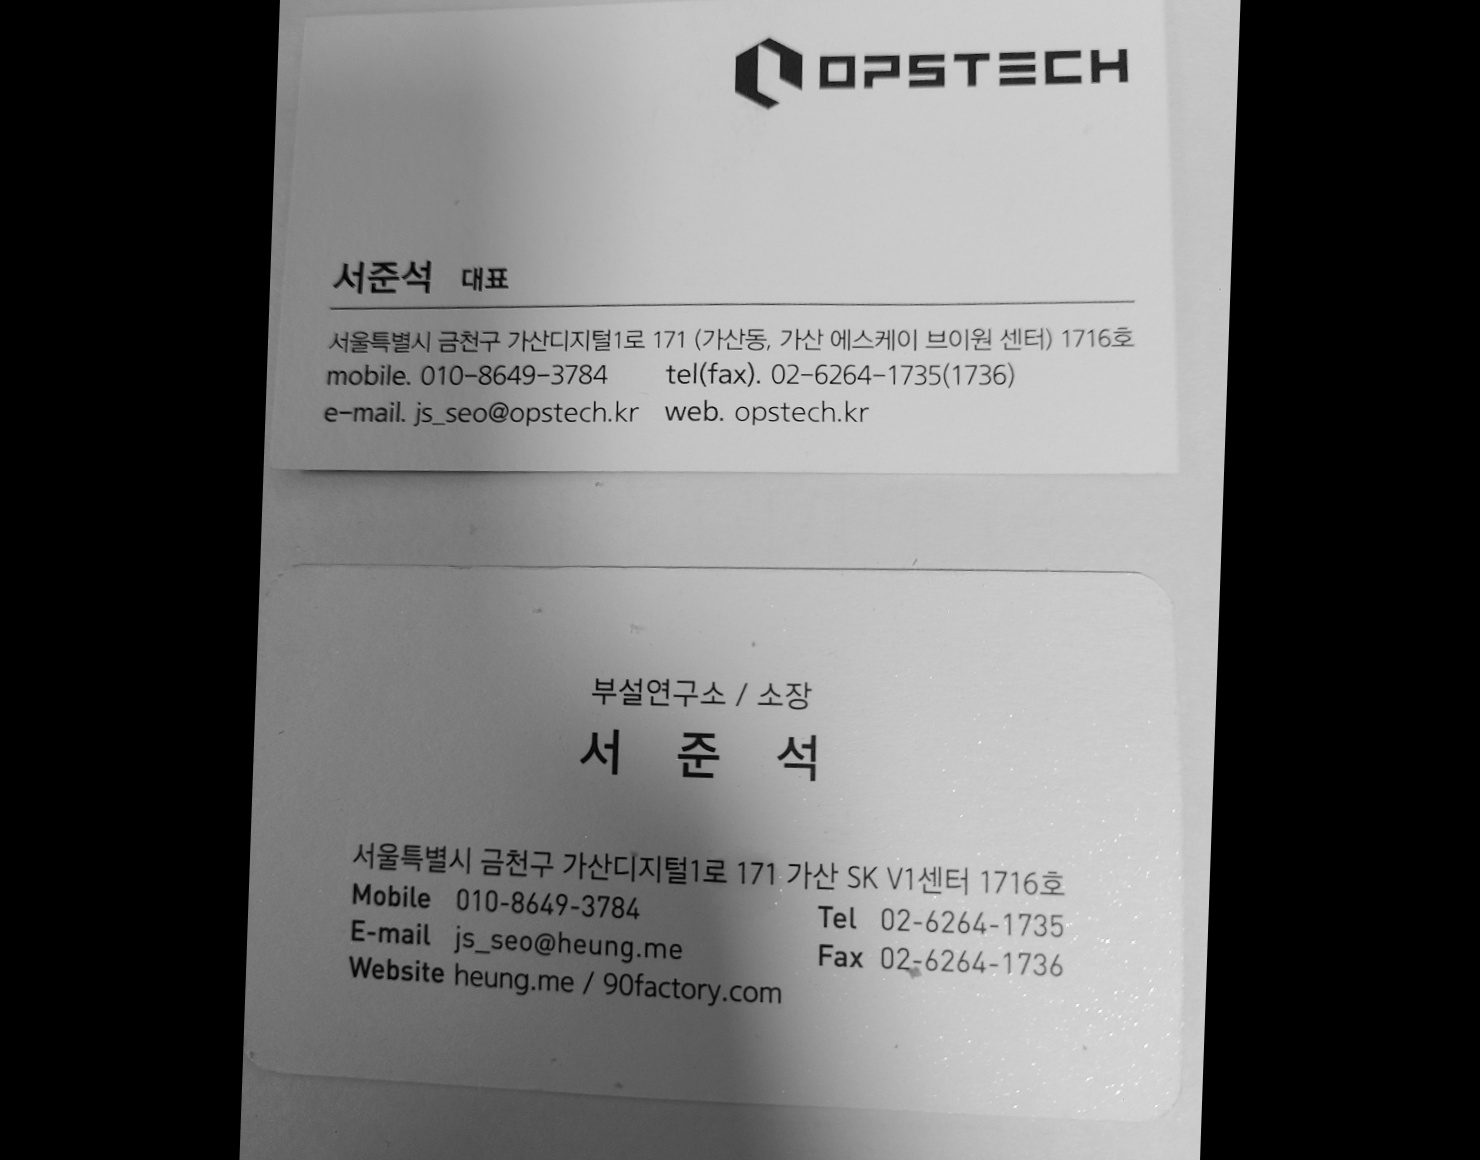 OPSTECH
서준석 대표
서울특별시 금천구 가산디지털1로 171 (가산동, 가산 에스케이 브이원 센터) 1716호
mobile. 010-8649-3784 tel(fax). 02-6264-1735(1736)
e-mail. js_seo@opstech.kr web. opstech.kr
부설연구소 / 소장
서 준 석
서울특별시 금천구 가산디지털1로 171 가산 SK V1센터 1716호
Mobile 010-8649-3784 Tel 02-6264-1735
E-mail js_seo@heung.me Fax 02-6264-1736
Website heung.me / 90factory.com